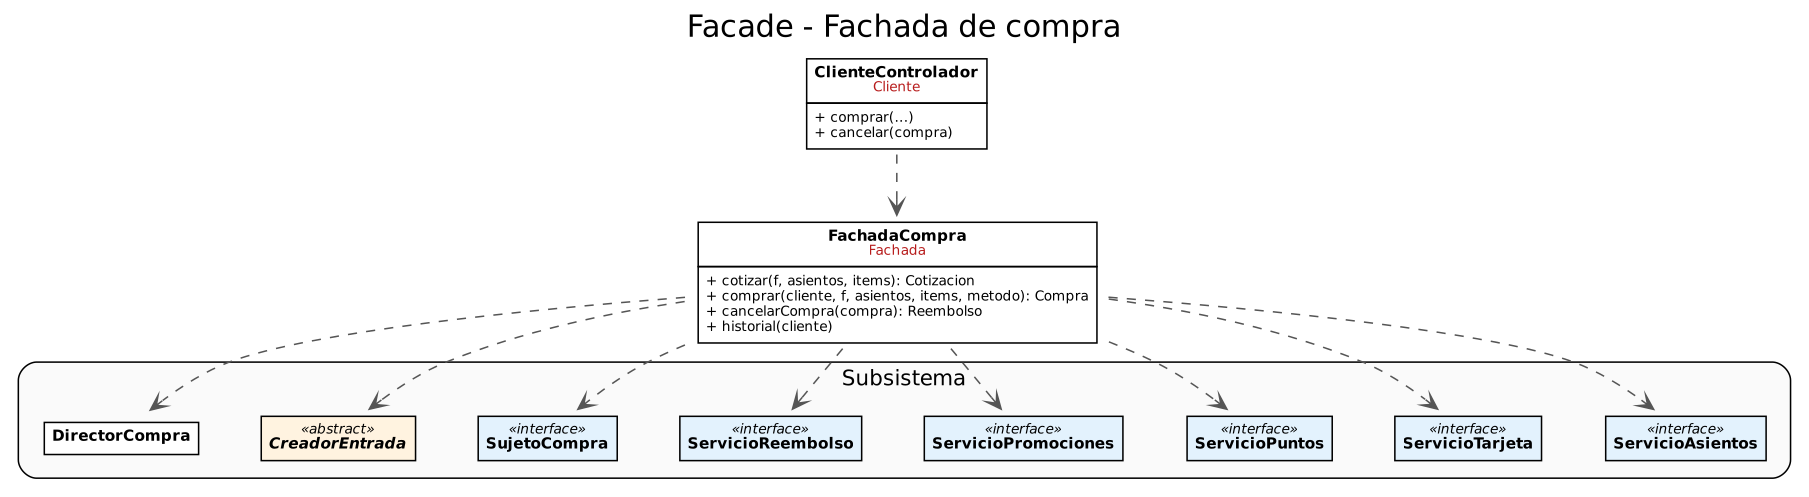 Facade - Fachada de compra
ClienteControlador
Cliente
+ comprar(...)
+ cancelar(compra)
FachadaCompra
Fachada
+ cotizar(f, asientos, items): Cotizacion
+ comprar(cliente, f, asientos, items, metodo): Compra
+ cancelarCompra(compra): Reembolso
+ historial(cliente)
Subsistema
DirectorCompra
«abstract»
CreadorEntrada
«interface»
SujetoCompra
«interface»
ServicioReembolso
«interface»
ServicioPromociones
«interface»
ServicioPuntos
«interface»
ServicioTarjeta
«interface»
ServicioAsientos